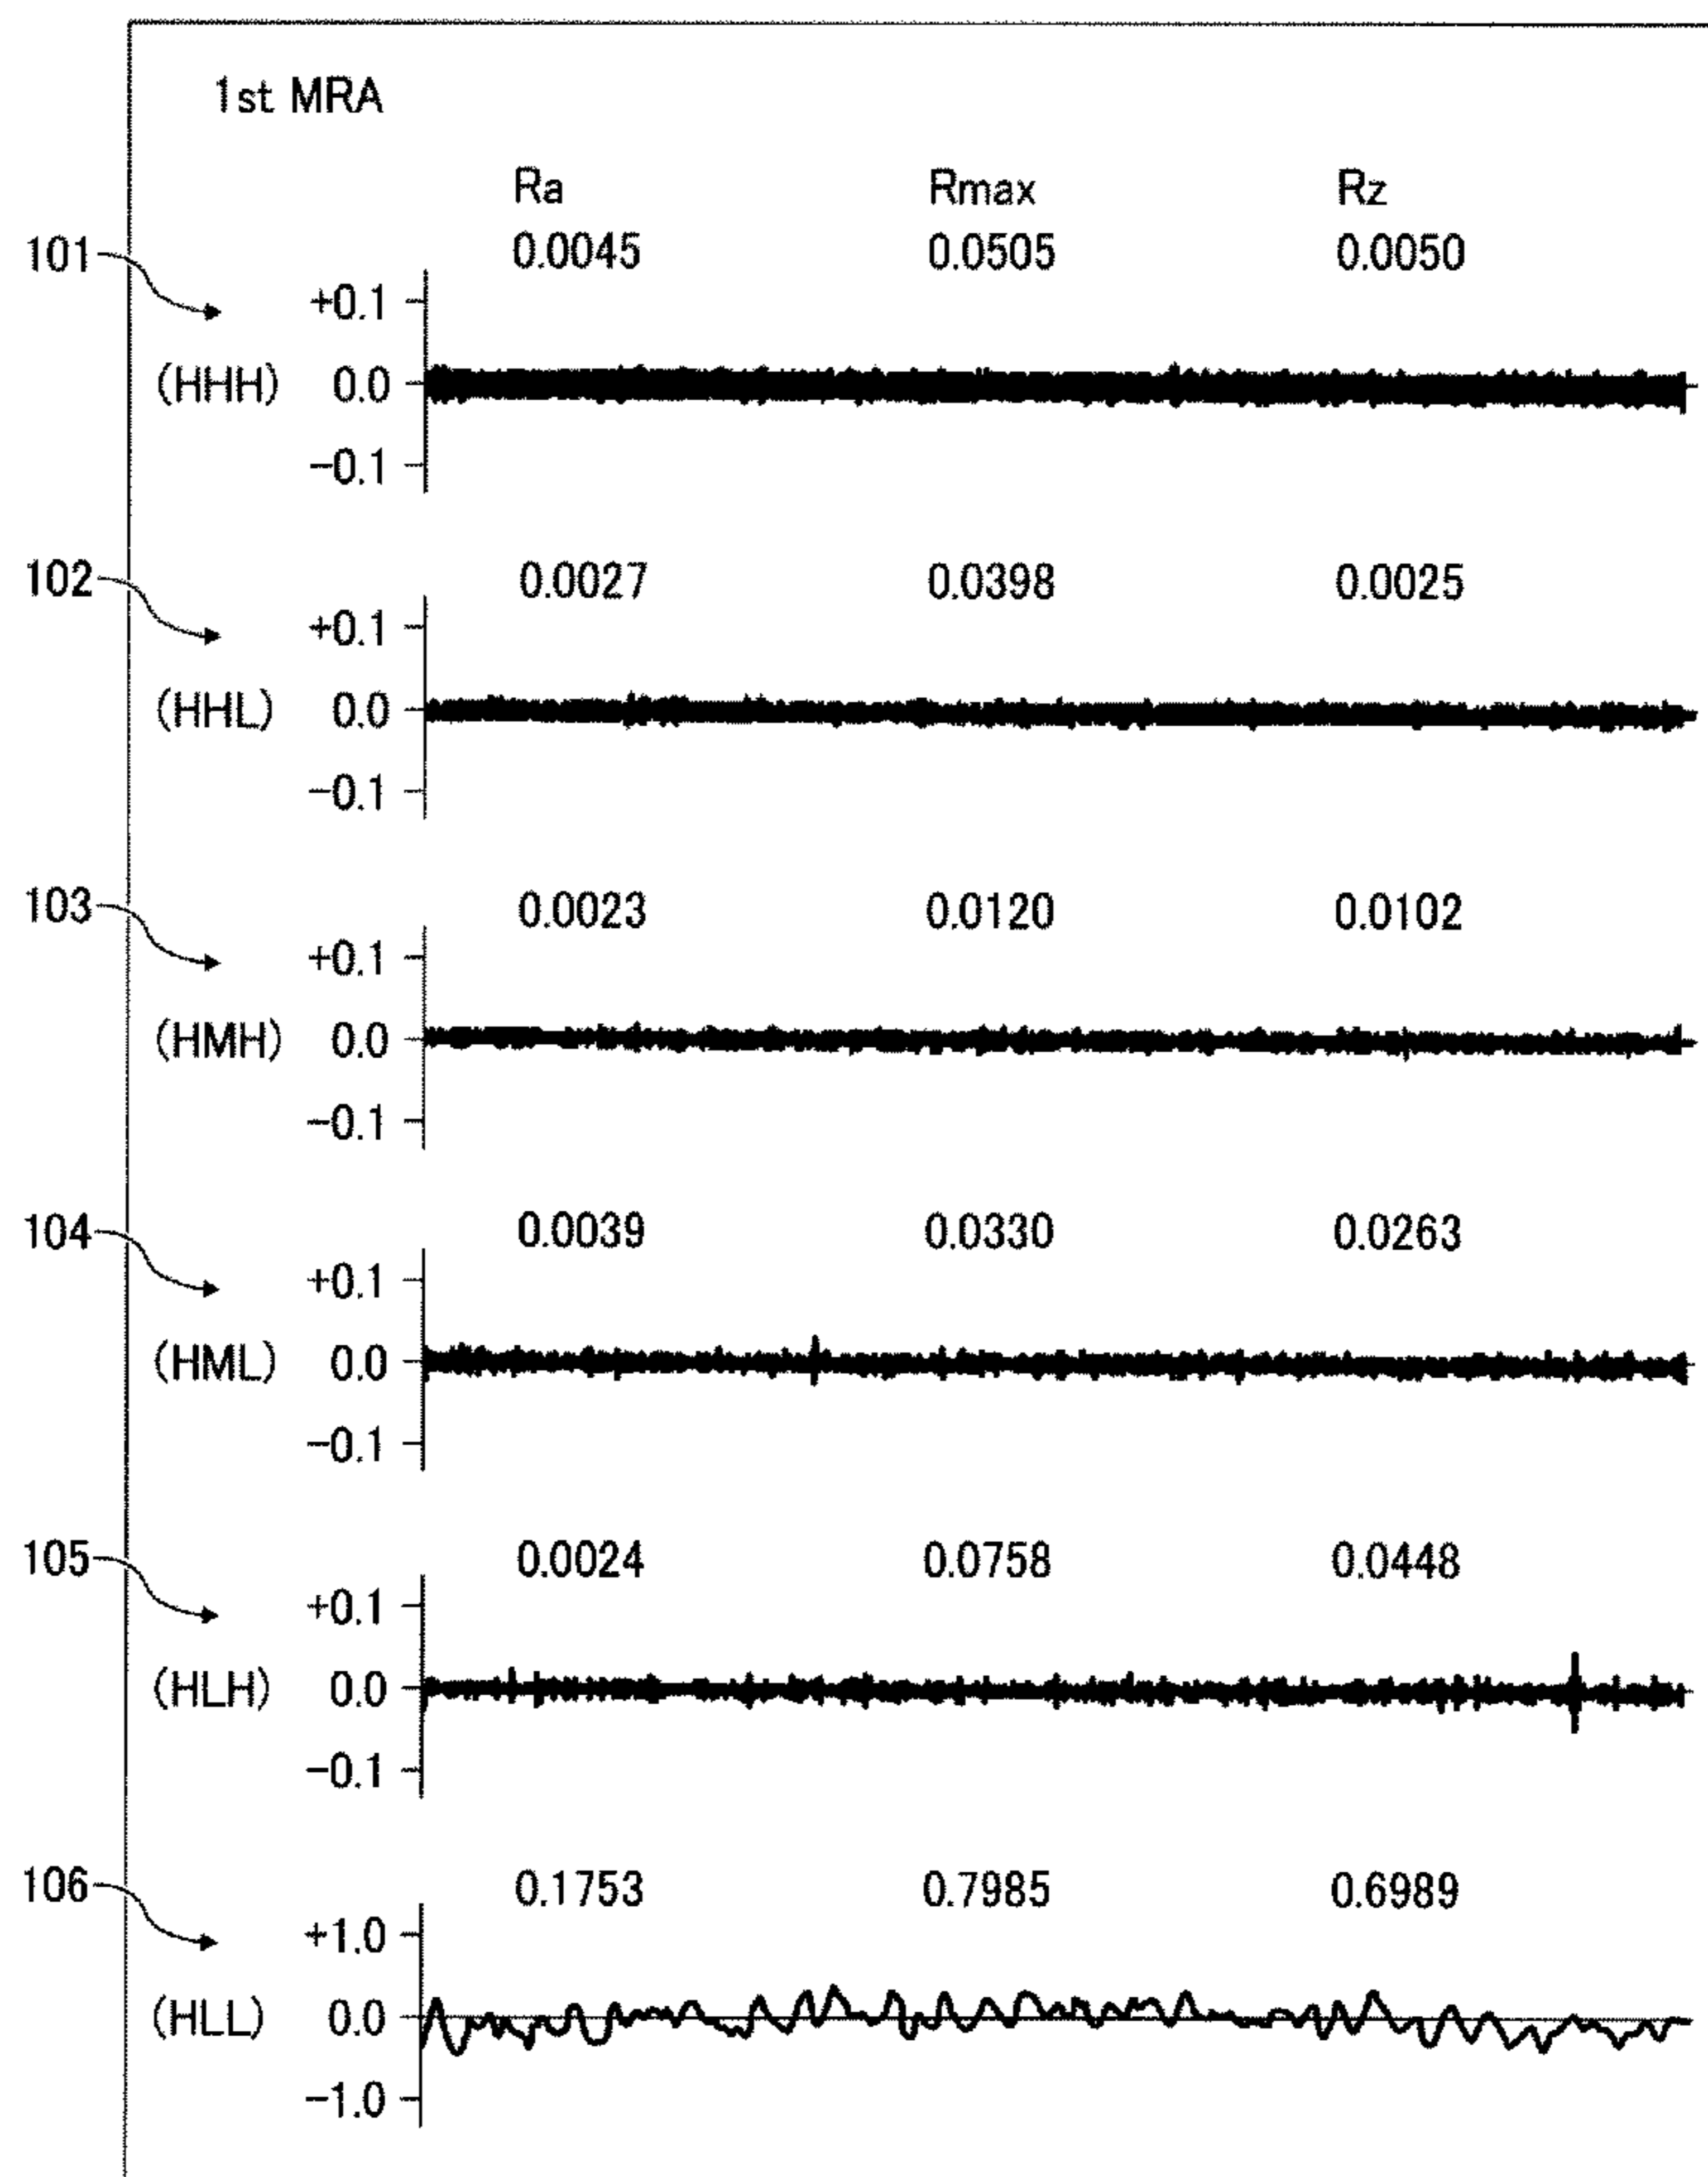 1st MRA
Ra Rmax Rz
101 0.0045 0.0505 0.0050
+0.1
(HHH) 0.0
-0.1
102 0.0027 0.0398 0.0025
+0.1
(HHL) 0.0
-0.1
103 0.0023 0.0120 0.0102
+0.1
(HMH) 0.0
-0.1
104 0.0039 0.0330 0.0263
+0.1
(HML) 0.0
-0.1
105 0.0024 0.0758 0.0448
+0.1
(HLH) 0.0
-0.1
106 0.1753 0.7985 0.6989
+1.0
(HLL) 0.0
-1.0